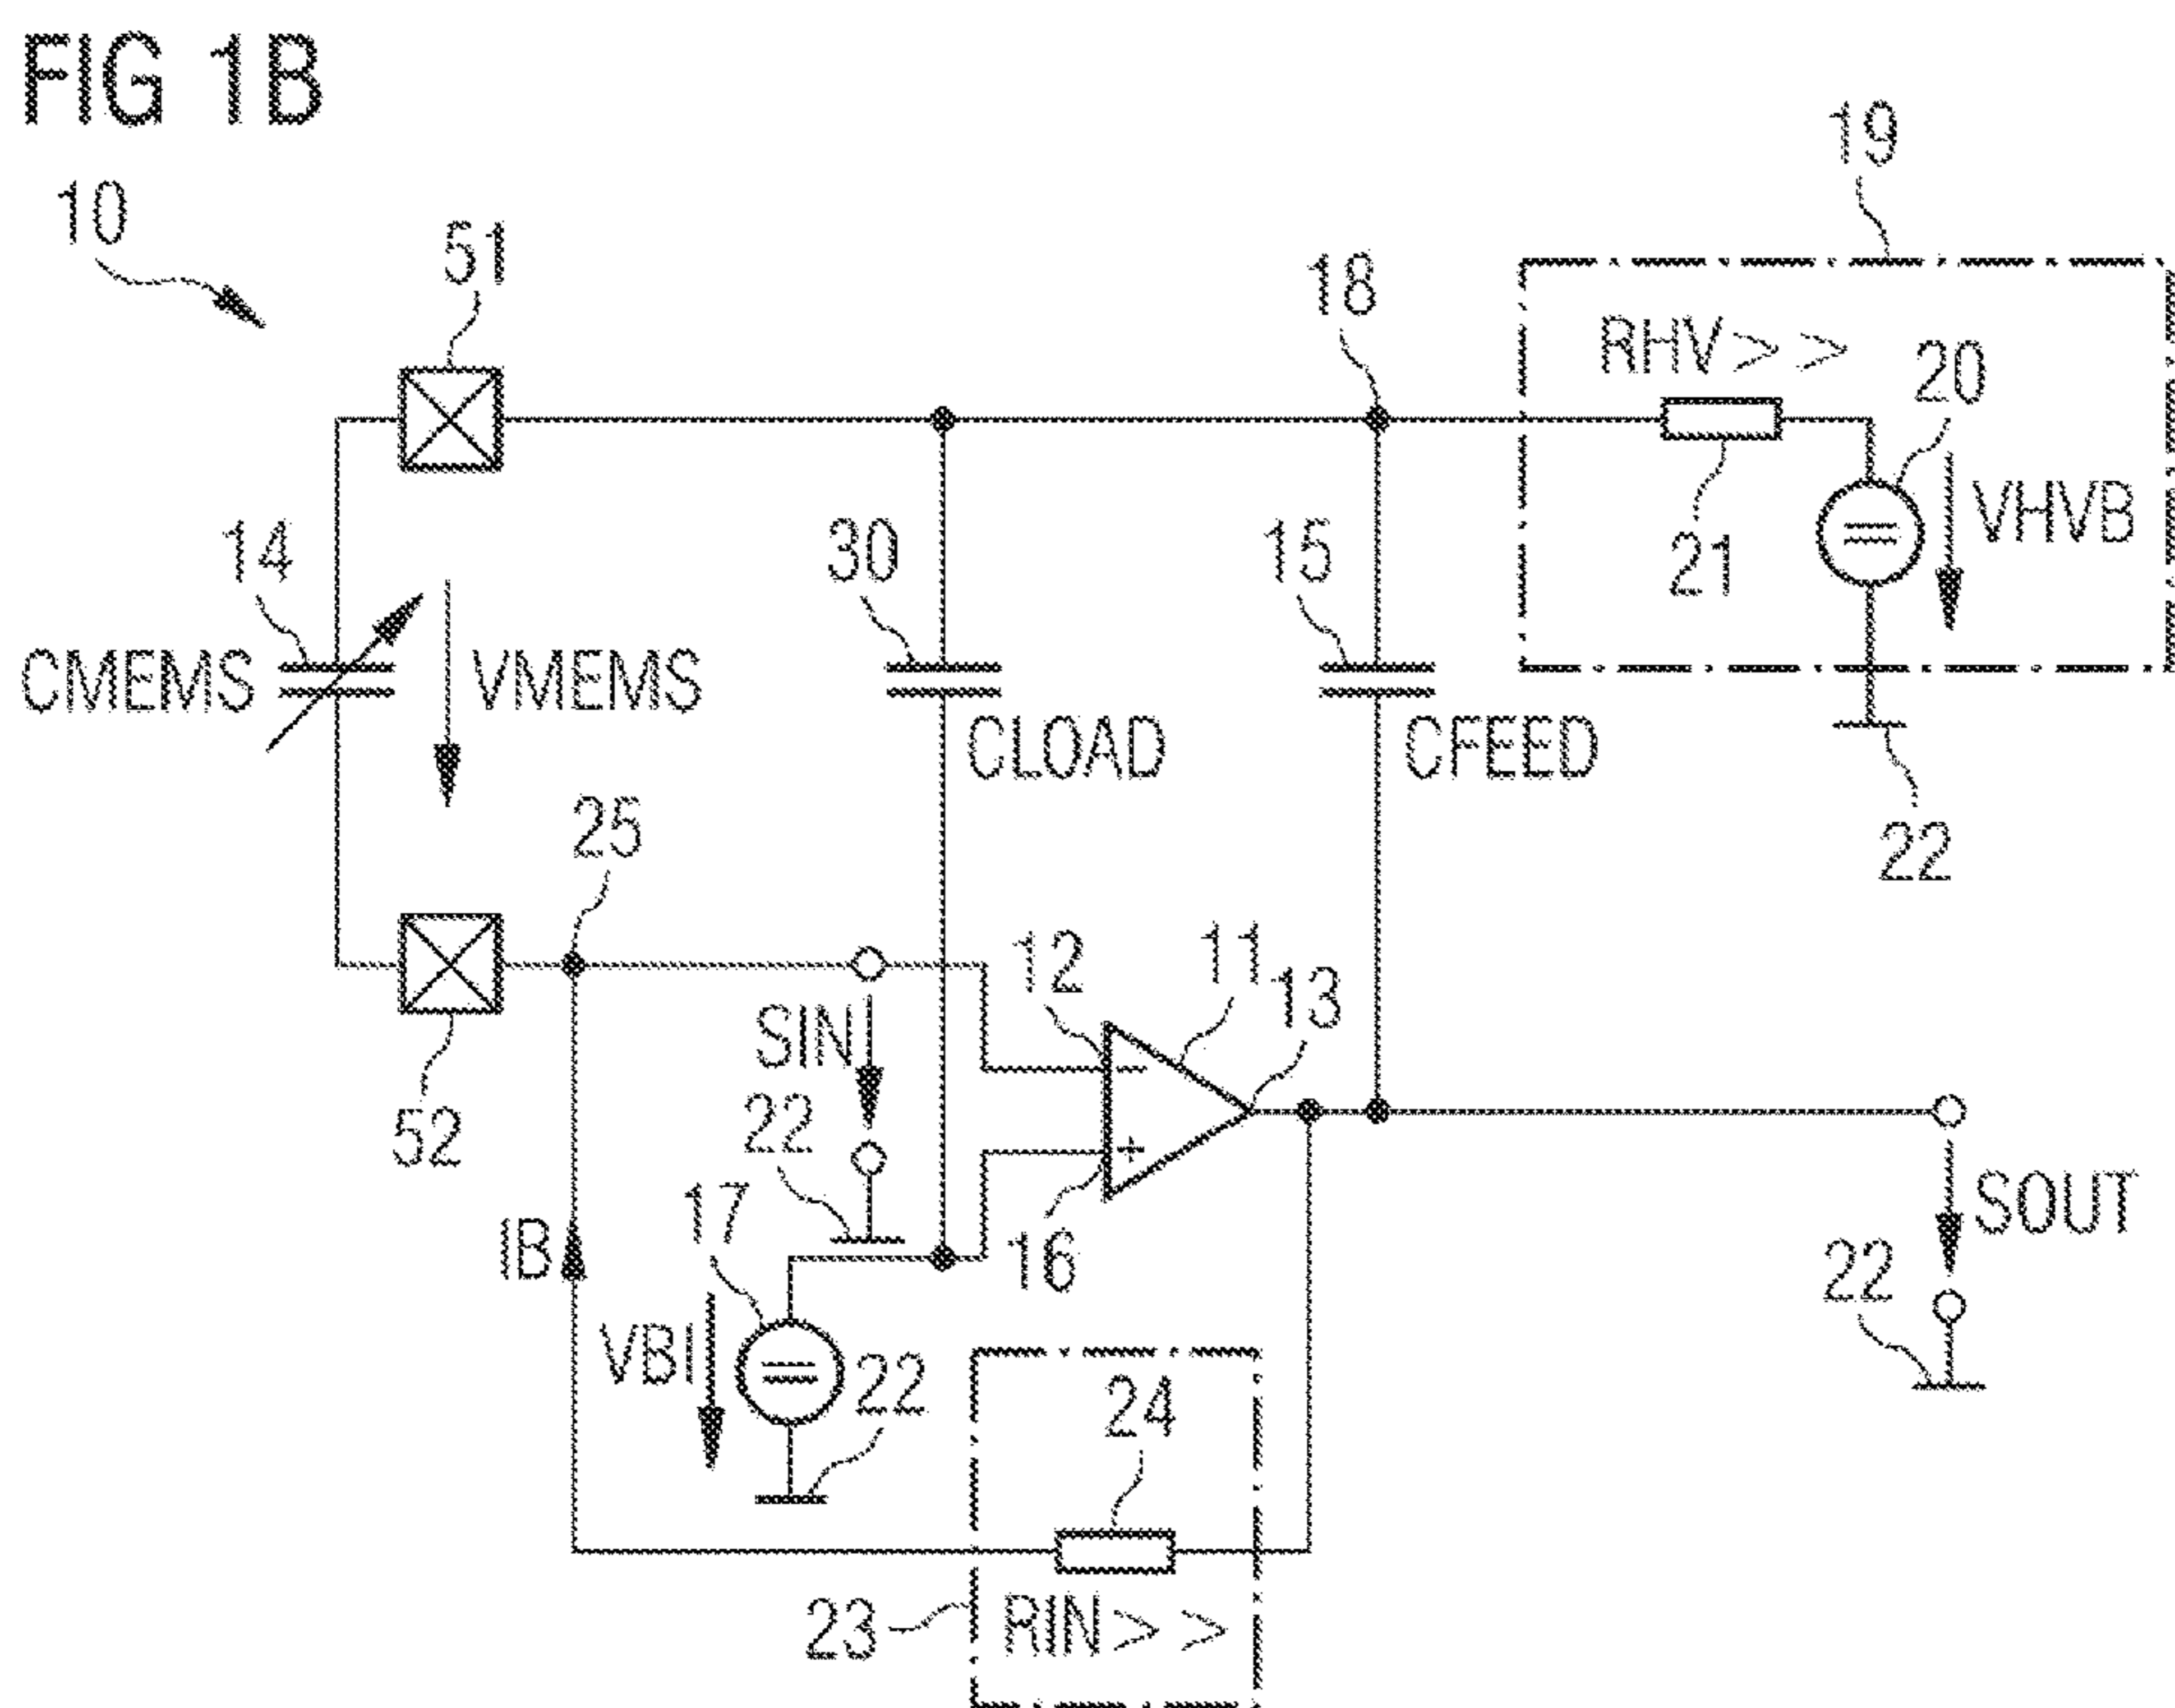 FIG 1B
10
51
18
19
RHV>>
20
21
VHVB
22
14
CMEMS
VMEMS
30
CLOAD
15
CFEED
25
52
SIN
22
12
11
13
-
+
16
17
VBI
22
IB
SOUT
22
24
23
RIN>>